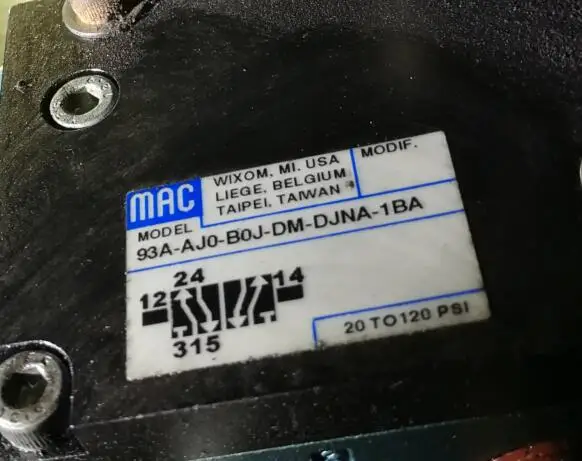 MAC
WIXOM, MI. USA
LIEGE, BELGIUM
TAIPEI, TAIWAN
MODIF.
MODEL
93A-AJ0-B0J-DM-DJNA-1BA
24
12
14
315
20 TO 120 PSI